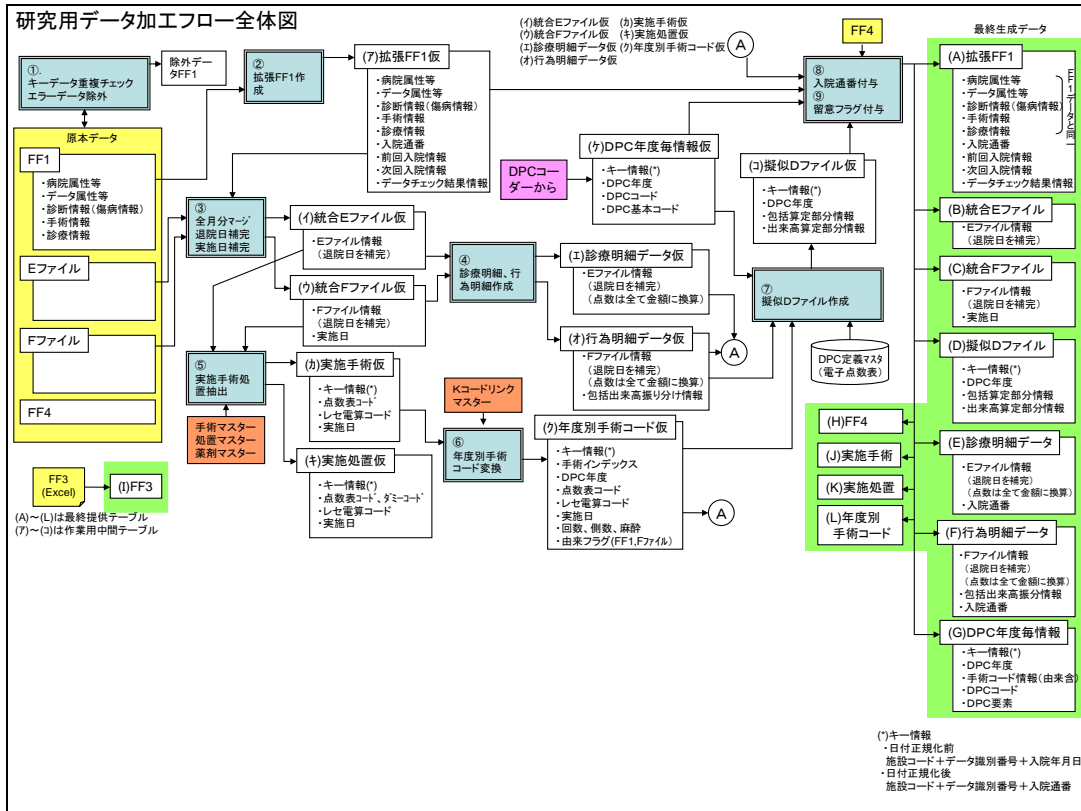 研究用データ加工フロー全体図
①.
キーデータ重複チェック
エラーデータ除外
除外デー
タFF1
②
拡張FF1作
成
(ア)拡張FF1仮
・病院属性等
・データ属性等
・診断情報(傷病情報)
・手術情報
・診療情報
・入院通番
・前回入院情報
・次回入院情報
・データチェック結果情報
(イ)統合Eファイル仮 (カ)実施手術仮
(ウ)統合Fファイル仮 (キ)実施処置仮
(エ)診療明細データ仮 (ク)年度別手術コード仮
(オ)行為明細データ仮
A
FF4
⑧
入院通番付与
⑨
留意フラグ付与
原本データ
FF1
・病院属性等
・データ属性等
・診断情報(傷病情報)
・手術情報
・診療情報
Eファイル
Fファイル
FF4
FF3
(Excel)
(I)FF3
(A)～(L)は最終提供テーブル
(ア)～(コ)は作業用中間テーブル
③
全月分マージ
退院日補完
実施日補完
(イ)統合Eファイル仮
・Eファイル情報
(退院日を補完)
(ウ)統合Fファイル仮
・Fファイル情報
(退院日を補完)
・実施日
④
診療明細、行
為明細作成
(エ)診療明細データ仮
・Eファイル情報
(退院日を補完)
(点数は全て金額に換算)
(オ)行為明細データ仮
・Fファイル情報
(退院日を補完)
(点数は全て金額に換算)
・包括出来高振り分け情報
A
DPCコー
ダーから
(ケ)DPC年度毎情報仮
・キー情報(*)
・DPC年度
・DPCコード
・DPC基本コード
(コ)擬似Dファイル仮
・キー情報(*)
・DPC年度
・包括算定部分情報
・出来高算定部分情報
⑦
擬似Dファイル作成
DPC定義マスタ
(電子点数表)
⑤
実施手術処
置抽出
手術マスター
処置マスター
薬剤マスター
(カ)実施手術仮
・キー情報(*)
・点数表コード
・レセ電算コード
・実施日
(キ)実施処置仮
・キー情報(*)
・点数表コード、ダミーコード
・レセ電算コード
・実施日
Kコードリンク
マスター
⑥
年度別手術
コード変換
(ク)年度別手術コード仮
・キー情報(*)
・手術インデックス
・DPC年度
・点数表コード
・レセ電算コード
・実施日
・回数、側数、麻酔
・由来フラグ(FF1,Fファイル)
A
最終生成データ
(A)拡張FF1
・病院属性等
・データ属性等
・診断情報(傷病情報)
・手術情報
・診療情報
・入院通番
・前回入院情報
・次回入院情報
・データチェック結果情報
FF1データと同一
(B)統合Eファイル
・Eファイル情報
(退院日を補完)
(C)統合Fファイル
・Fファイル情報
(退院日を補完)
・実施日
(D)擬似Dファイル
・キー情報(*)
・DPC年度
・包括算定部分情報
・出来高算定部分情報
(H)FF4
(J)実施手術
(K)実施処置
(L)年度別
手術コード
(E)診療明細データ
・Eファイル情報
(退院日を補完)
(点数は全て金額に換算)
・入院通番
(F)行為明細データ
・Fファイル情報
(退院日を補完)
(点数は全て金額に換算)
・包括出来高振分情報
・入院通番
(G)DPC年度毎情報
・キー情報(*)
・DPC年度
・手術コード情報(由来含)
・DPCコード
・DPC要素
(*)キー情報
・日付正規化前
施設コード+データ識別番号+入院年月日
・日付正規化後
施設コード+データ識別番号+入院通番